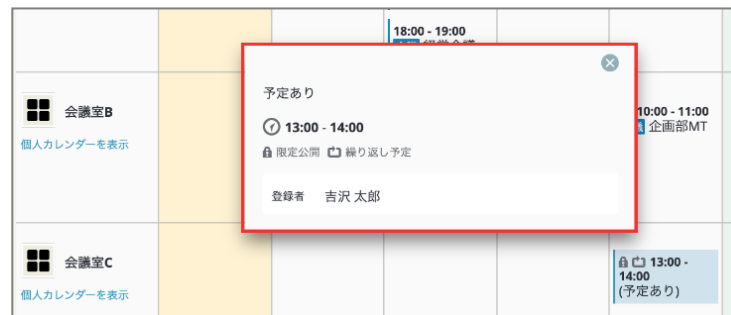 18:00 - 19:00
予定あり
13:00 - 14:00
限定公開 繰り返し予定
登録者 吉沢 太郎
会議室B
個人カレンダーを表示
10:00 - 11:00
企画部MT
会議室C
個人カレンダーを表示
13:00 -
14:00
(予定あり)